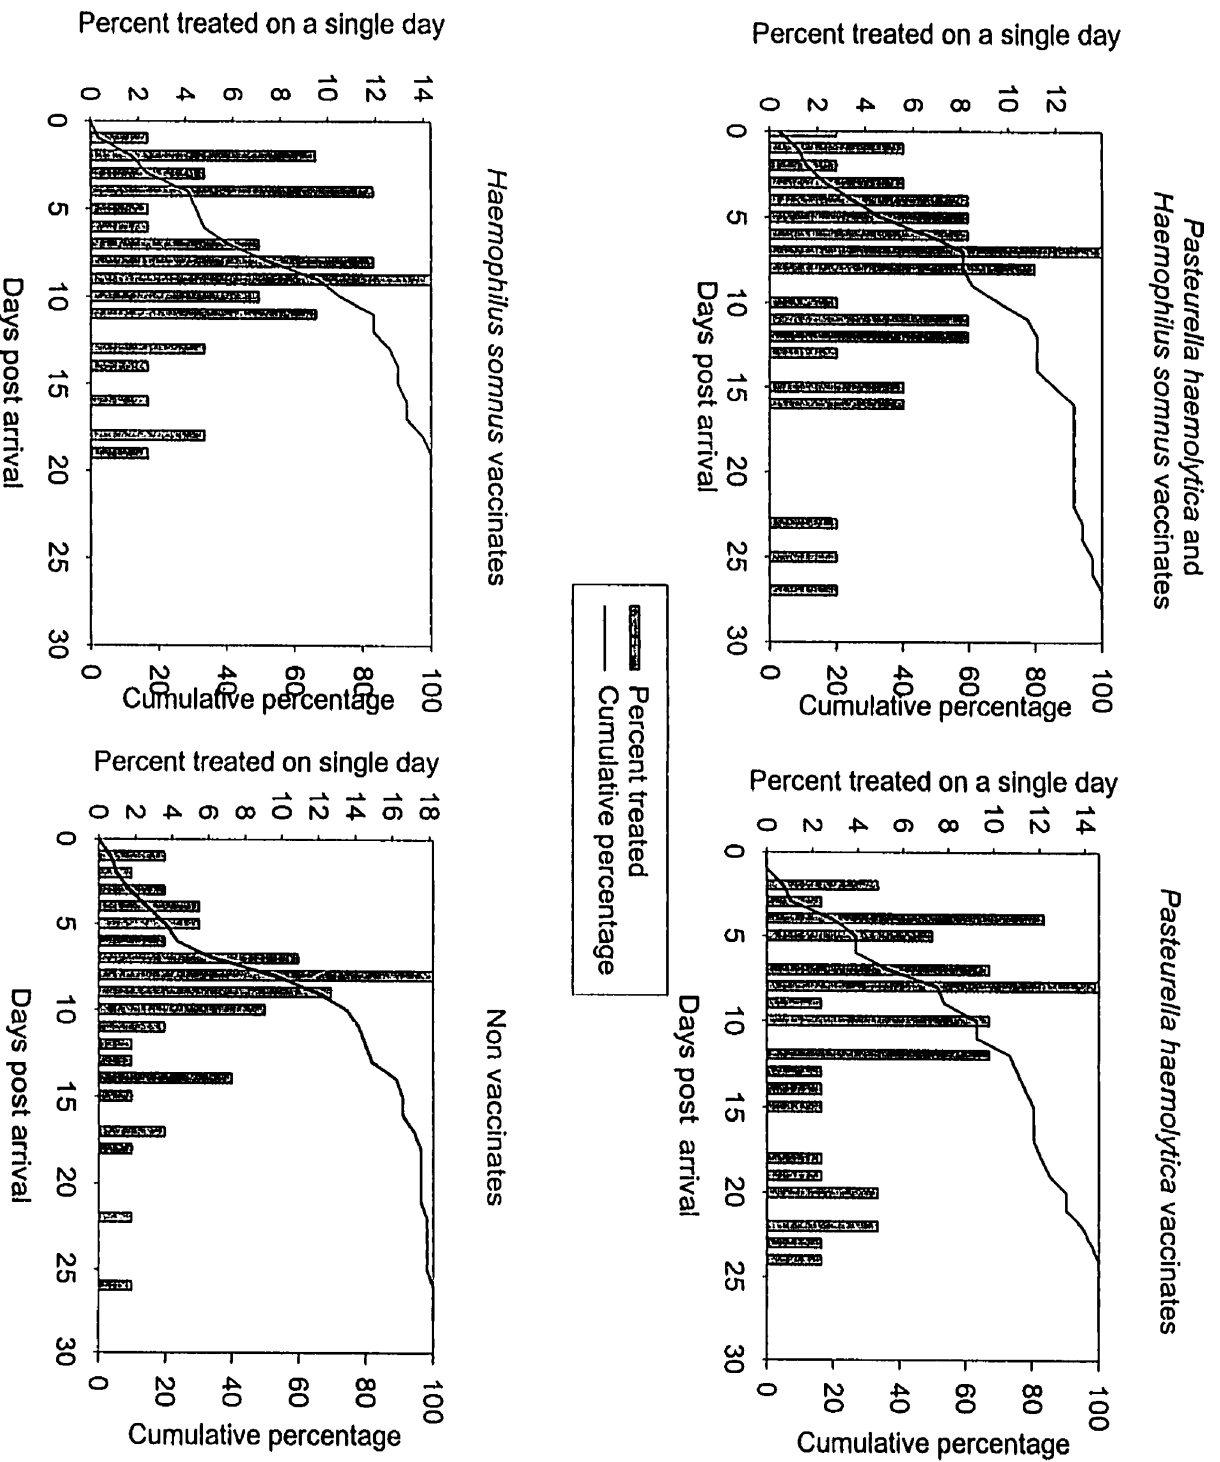 Pasteurella haemolytica and
Haemophilus somnus vaccinates
Percent treated on a single day
0 2 4 6 8 10 12
0 5 10 15 20 25 30
Days post arrival
0 20 40 60 80 100
Cumulative percentage
Pasteurella haemolytica vaccinates
Percent treated on a single day
0 2 4 6 8 10 12 14
0 5 10 15 20 25 30
Days post arrival
0 20 40 60 80 100
Cumulative percentage
Percent treated
Cumulative percentage
Haemophilus somnus vaccinates
Percent treated on a single day
0 2 4 6 8 10 12 14
0 5 10 15 20 25 30
Days post arrival
0 20 40 60 80 100
Cumulative percentage
Non vaccinates
Percent treated on single day
0 2 4 6 8 10 12 14 16 18
0 5 10 15 20 25 30
Days post arrival
0 20 40 60 80 100
Cumulative percentage